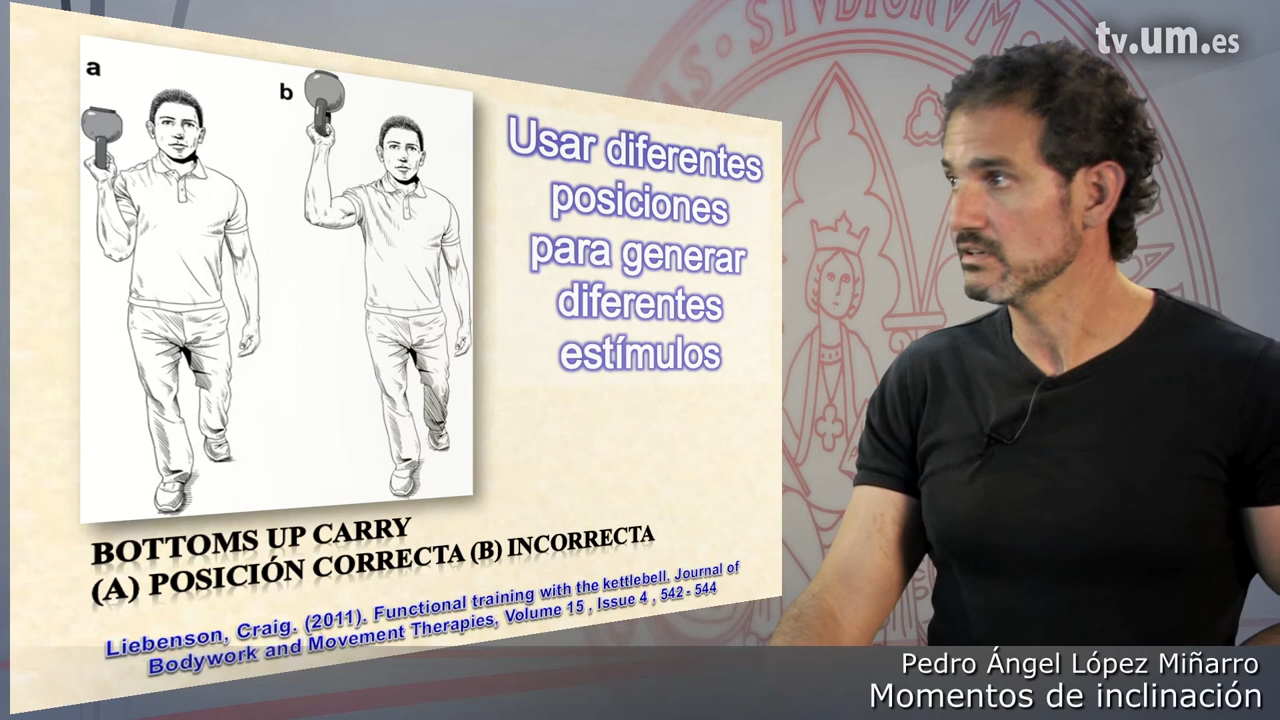 tv.um.es
STVDIORVM
a
b
Usar diferentes
posiciones
para generar
diferentes
estímulos
BOTTOMS UP CARRY
(A) POSICIÓN CORRECTA (B) INCORRECTA
Liebenson, Craig. (2011). Functional training with the kettlebell. Journal of
Bodywork and Movement Therapies, Volume 15 , Issue 4 , 542 - 544
Pedro Ángel López Miñarro
Momentos de inclinación